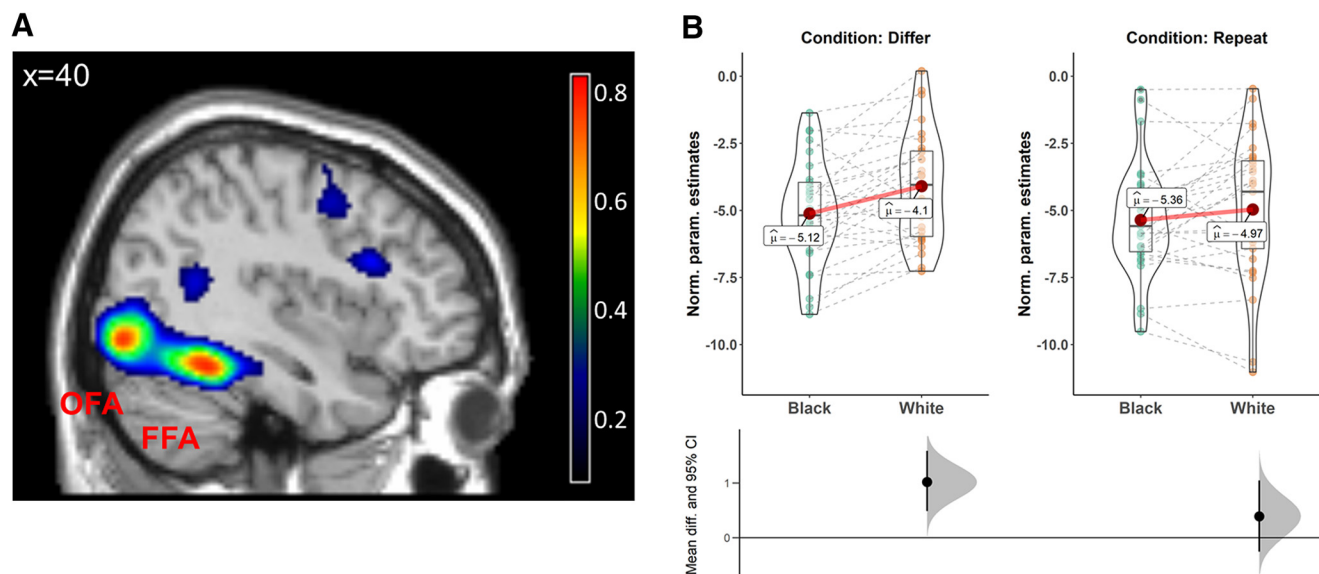 A
x=40
0.8
0.6
0.4
0.2
OFA
FFA
B
Condition: Differ
Norm. param. estimates
0.0
-2.5
-5.0
-7.5
-10.0
μ̂ = −5.12
μ̂ = −4.1
Black White
Condition: Repeat
Norm. param. estimates
0.0
-2.5
-5.0
-7.5
-10.0
μ̂ = −5.36
μ̂ = −4.97
Black White
Mean diff. and 95% CI
1
0